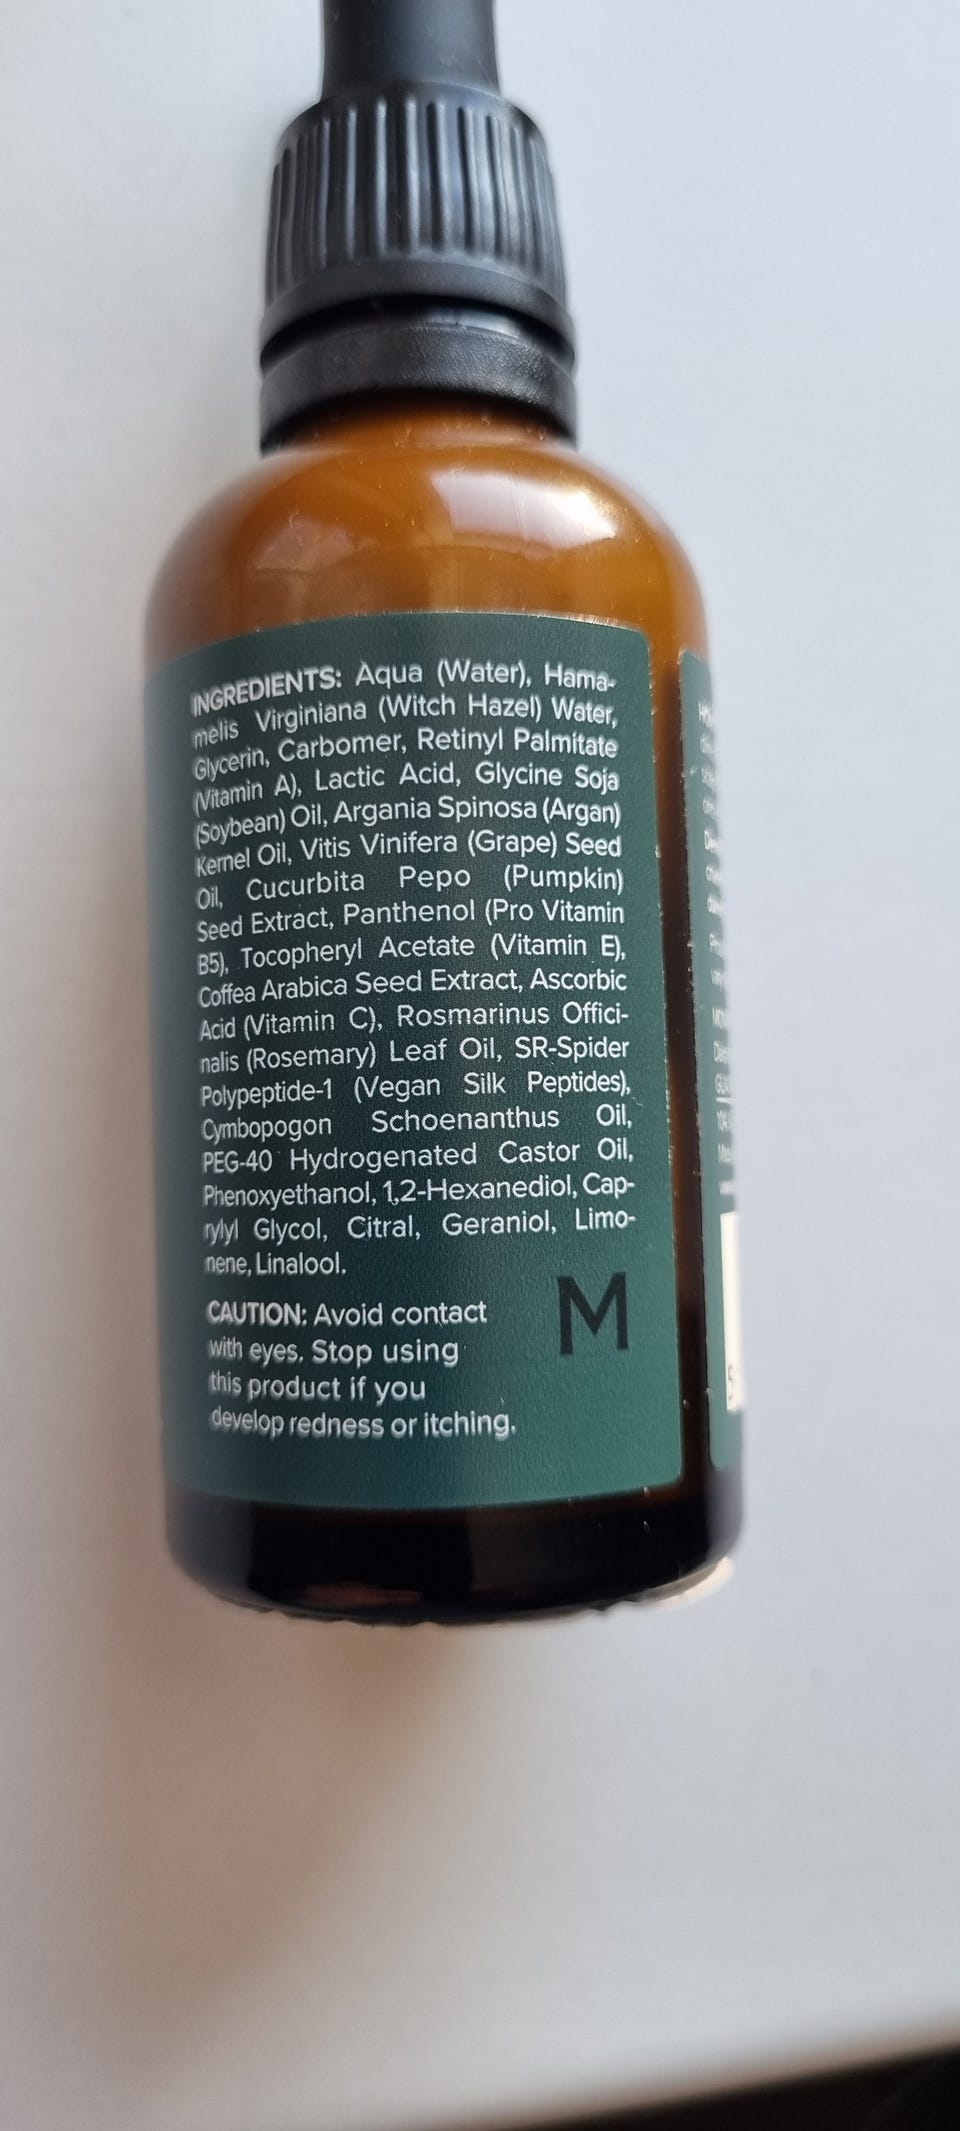 INGREDIENTS: Aqua (Water), Hama-
melis Virginiana (Witch Hazel) Water,
Glycerin, Carbomer, Retinyl Palmitate
(Vitamin A), Lactic Acid, Glycine Soja
(Soybean) Oil, Argania Spinosa (Argan)
Kernel Oil, Vitis Vinifera (Grape) Seed
Oil, Cucurbita Pepo (Pumpkin)
Seed Extract, Panthenol (Pro Vitamin
B5), Tocopheryl Acetate (Vitamin E),
Coffea Arabica Seed Extract, Ascorbic
Acid (Vitamin C), Rosmarinus Offici-
nalis (Rosemary) Leaf Oil, SR-Spider
Polypeptide-1 (Vegan Silk Peptides),
Cymbopogon Schoenanthus Oil,
PEG-40 Hydrogenated Castor Oil,
Phenoxyethanol, 1,2-Hexanediol, Cap-
rylyl Glycol, Citral, Geraniol, Limo-
nene, Linalool.
CAUTION: Avoid contact
with eyes. Stop using
this product if you
develop redness or itching.
M